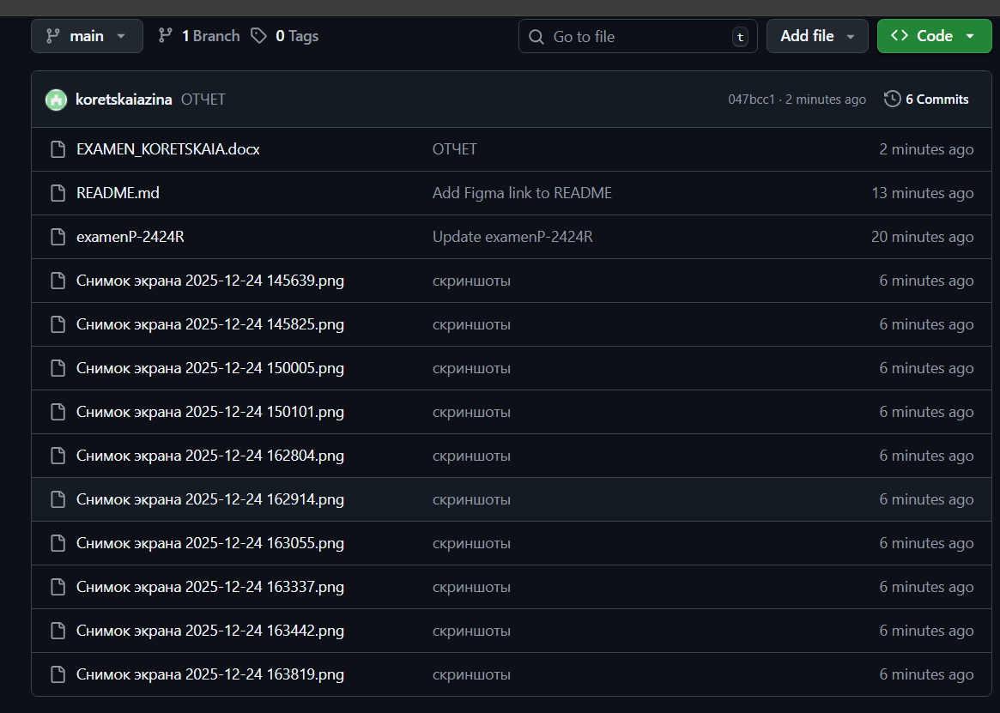 main 1 Branch 0 Tags Go to file t Add file Code
koretskaiazina ОТЧЕТ 047bcc1 · 2 minutes ago 6 Commits
EXAMEN_KORETSKAIA.docx ОТЧЕТ 2 minutes ago
README.md Add Figma link to README 13 minutes ago
examenP-2424R Update examenP-2424R 20 minutes ago
Снимок экрана 2025-12-24 145639.png скриншоты 6 minutes ago
Снимок экрана 2025-12-24 145825.png скриншоты 6 minutes ago
Снимок экрана 2025-12-24 150005.png скриншоты 6 minutes ago
Снимок экрана 2025-12-24 150101.png скриншоты 6 minutes ago
Снимок экрана 2025-12-24 162804.png скриншоты 6 minutes ago
Снимок экрана 2025-12-24 162914.png скриншоты 6 minutes ago
Снимок экрана 2025-12-24 163055.png скриншоты 6 minutes ago
Снимок экрана 2025-12-24 163337.png скриншоты 6 minutes ago
Снимок экрана 2025-12-24 163442.png скриншоты 6 minutes ago
Снимок экрана 2025-12-24 163819.png скриншоты 6 minutes ago